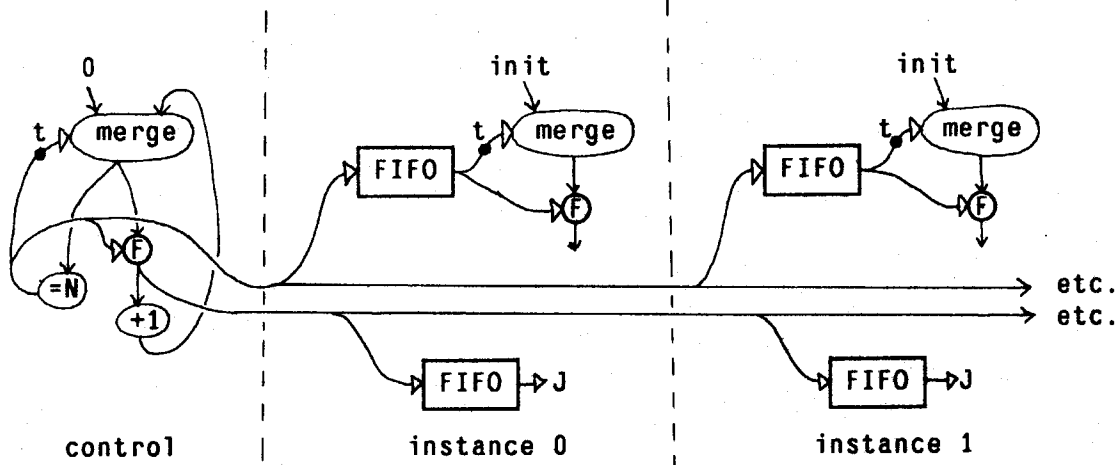 0
t merge
F
=N
+1
control
init
t merge
FIFO
F
FIFO J
instance 0
init
t merge
FIFO
F
etc.
etc.
FIFO J
instance 1